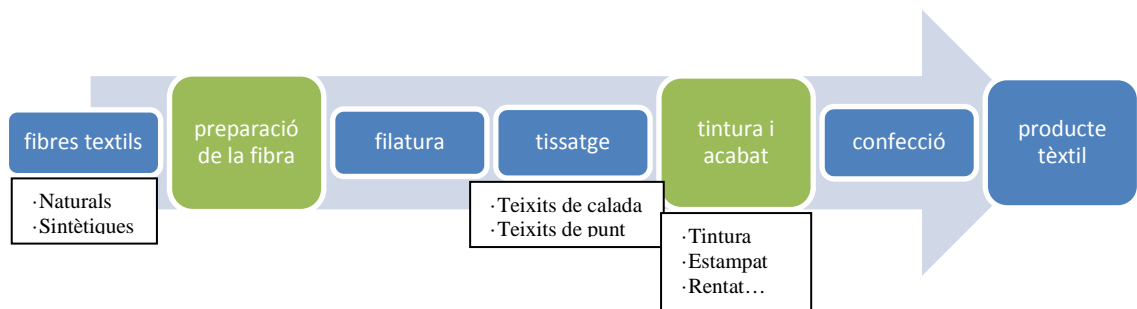 fibres textils
preparació
de la fibra
filatura
tissatge
tintura i
acabat
confecció
producte
tèxtil
·Naturals
·Sintètiques
·Teixits de calada
·Teixits de punt
·Tintura
·Estampat
·Rentat…